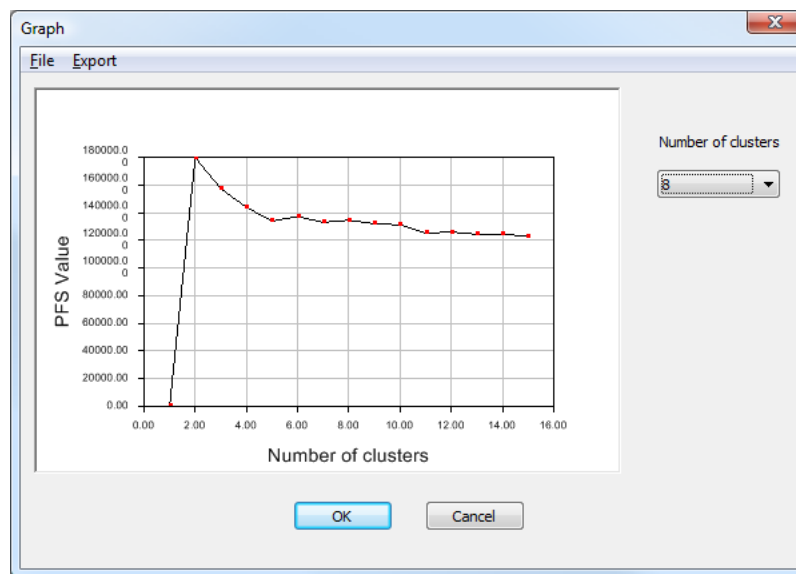 Graph
File Export
Number of clusters
8
PFS Value
180000.0
0
160000.0
0
140000.0
0
120000.0
0
100000.0
0
80000.00
60000.00
40000.00
20000.00
0.00
0.00 2.00 4.00 6.00 8.00 10.00 12.00 14.00 16.00
Number of clusters
OK Cancel